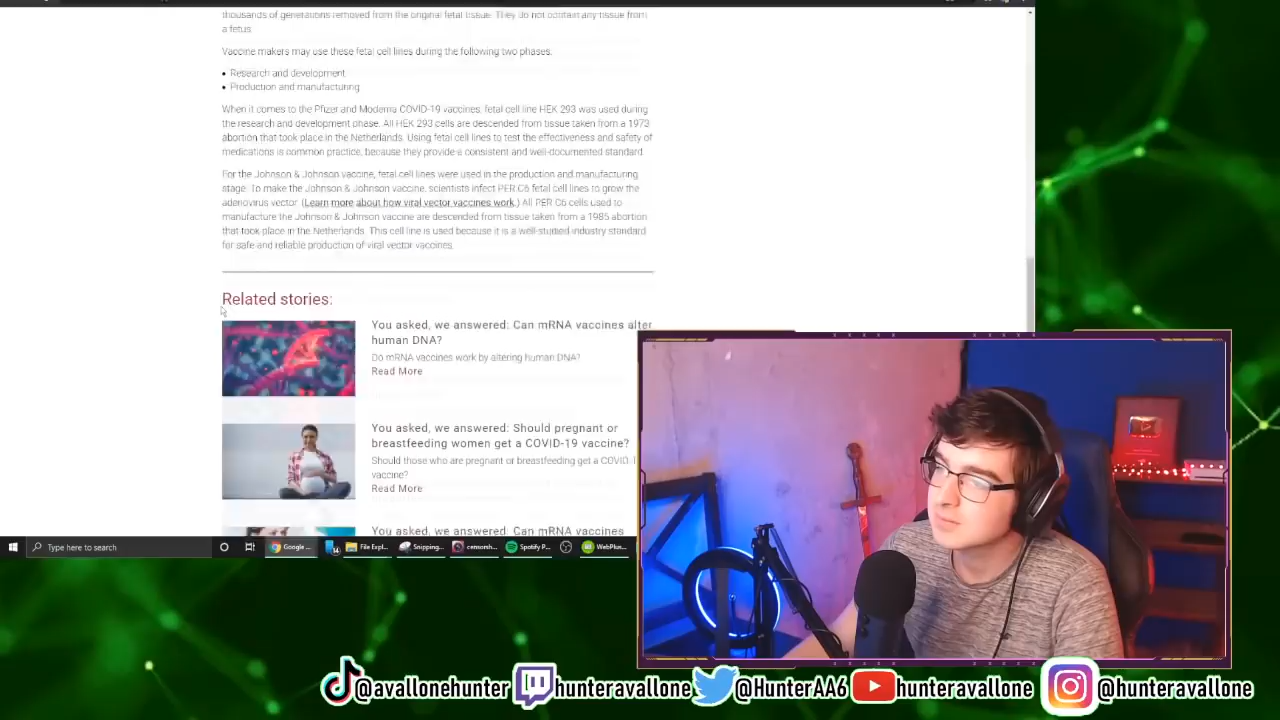 thousands of generations removed from the original fetal tissue. They do not contain any tissue from
a fetus.
Vaccine makers may use these fetal cell lines during the following two phases:
Research and development
Production and manufacturing
When it comes to the Pfizer and Moderna COVID-19 vaccines, fetal cell line HEK 293 was used during
the research and development phase. All HEK 293 cells are descended from tissue taken from a 1973
abortion that took place in the Netherlands. Using fetal cell lines to test the effectiveness and safety of
medications is common practice, because they provide a consistent and well-documented standard.
For the Johnson & Johnson vaccine, fetal cell lines were used in the production and manufacturing
stage. To make the Johnson & Johnson vaccine, scientists infect PER.C6 fetal cell lines to grow the
adenovirus vector. (Learn more about how viral vector vaccines work.) All PER.C6 cells used to
manufacture the Johnson & Johnson vaccine are descended from tissue taken from a 1985 abortion
that took place in the Netherlands. This cell line is used because it is a well-studied industry standard
for safe and reliable production of viral vector vaccines.
Related stories:
You asked, we answered: Can mRNA vaccines alter
human DNA?
Do mRNA vaccines work by altering human DNA?
Read More
You asked, we answered: Should pregnant or
breastfeeding women get a COVID-19 vaccine?
Should those who are pregnant or breastfeeding get a COVID-
vaccine?
Read More
You asked, we answered: Can mRNA vaccines
Type here to search
Google ...
File Expl...
Snipping...
censorsh...
Spotify P...
WebPlus...
@avallonehunter
hunteravallone
@HunterAA6
hunteravallone
@hunteravallone